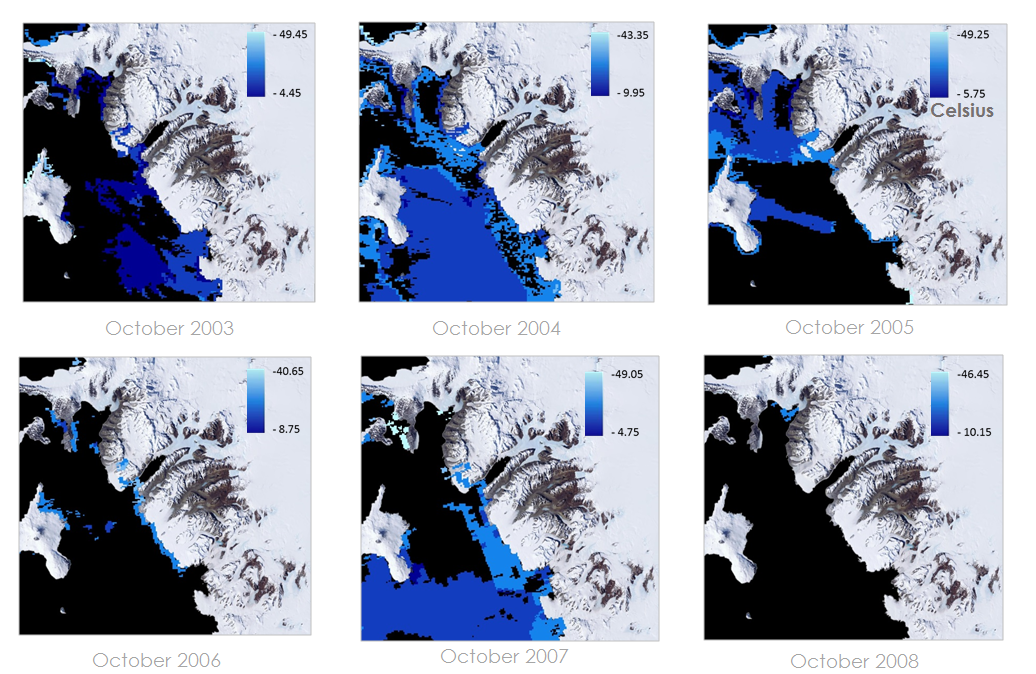 - 49.45
- 4.45
-43.35
- 9.95
-49.25
- 5.75
Celsius
October 2003
October 2004
October 2005
-40.65
- 8.75
-49.05
- 4.75
-46.45
- 10.15
October 2006
October 2007
October 2008